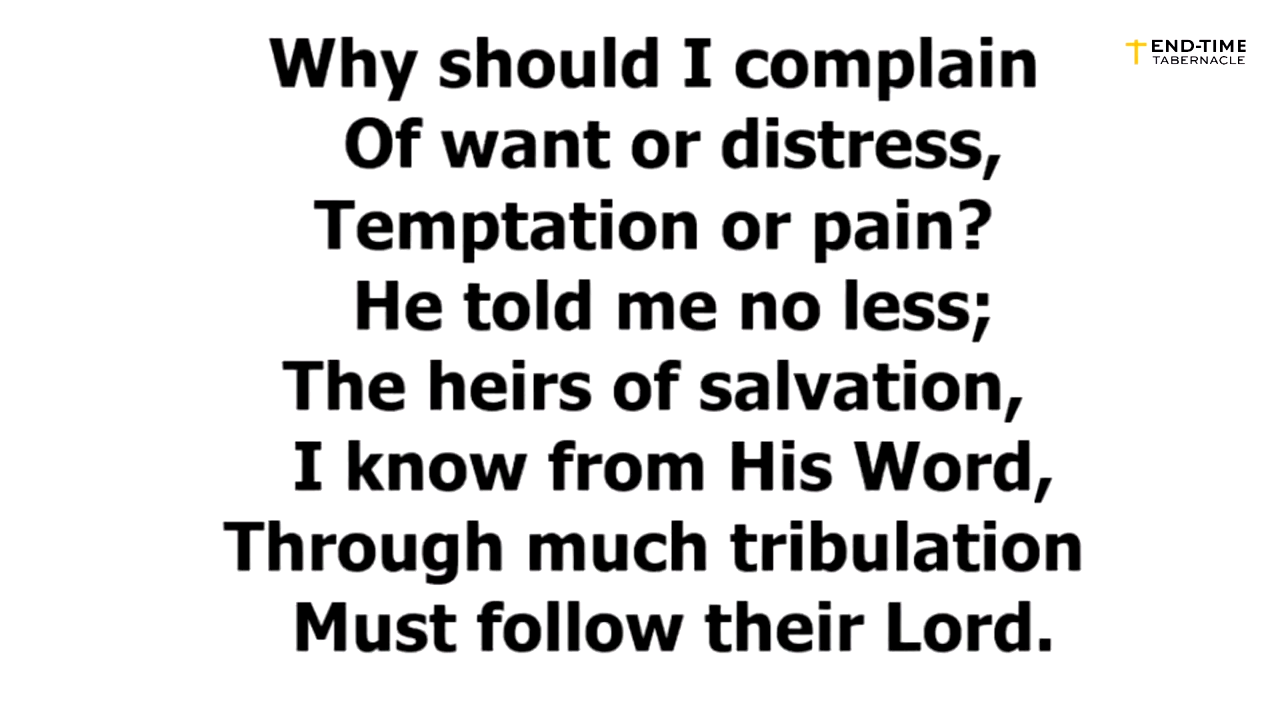 Why should I complain
Of want or distress,
Temptation or pain?
He told me no less;
The heirs of salvation,
I know from His Word,
Through much tribulation
Must follow their Lord.
END-TIME
TABERNACLE